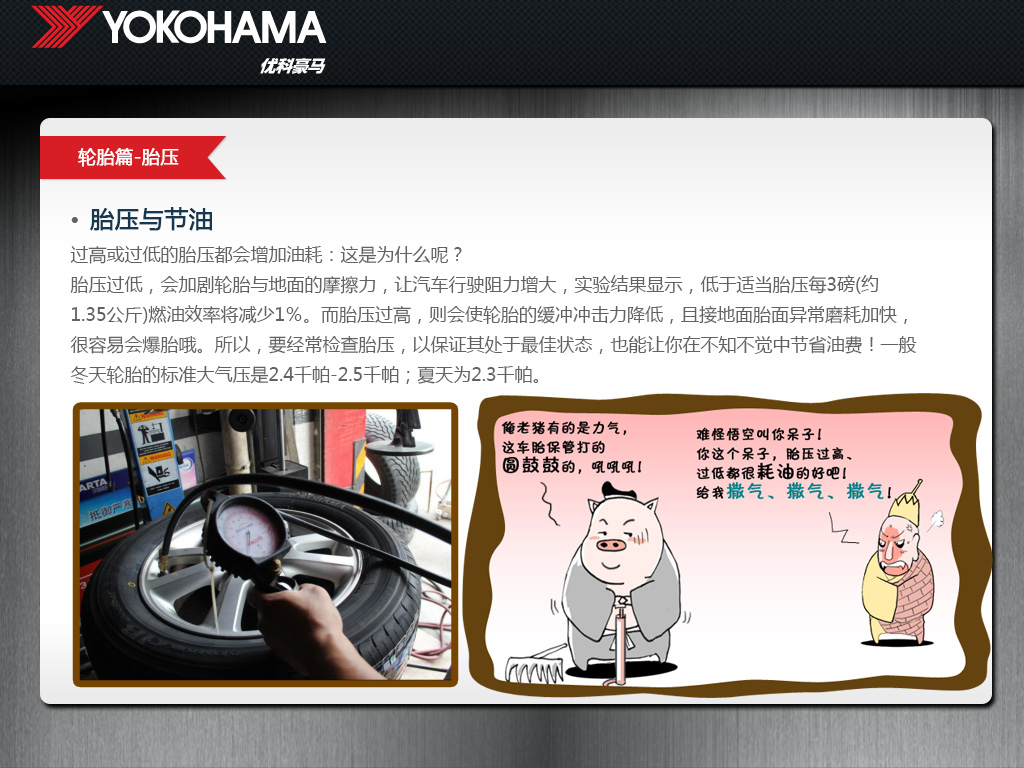 YOKOHAMA
优科豪马
轮胎篇-胎压
• 胎压与节油
过高或过低的胎压都会增加油耗：这是为什么呢？
胎压过低，会加剧轮胎与地面的摩擦力，让汽车行驶阻力增大，实验结果显示，低于适当胎压每3磅(约
1.35公斤)燃油效率将减少1%。而胎压过高，则会使轮胎的缓冲冲击力降低，且接地面胎面异常磨耗加快，
很容易会爆胎哦。所以，要经常检查胎压，以保证其处于最佳状态，也能让你在不知不觉中节省油费！一般
冬天轮胎的标准大气压是2.4千帕-2.5千帕；夏天为2.3千帕。
WARNING
WARNING
ARTA
抵御严
俺老猪有的是力气，
这车胎保管打的
圆鼓鼓的，吼吼吼！
难怪悟空叫你呆子！
你这个呆子，胎压过高、
过低都很耗油的好吧！
给我撒气、撒气、撒气！